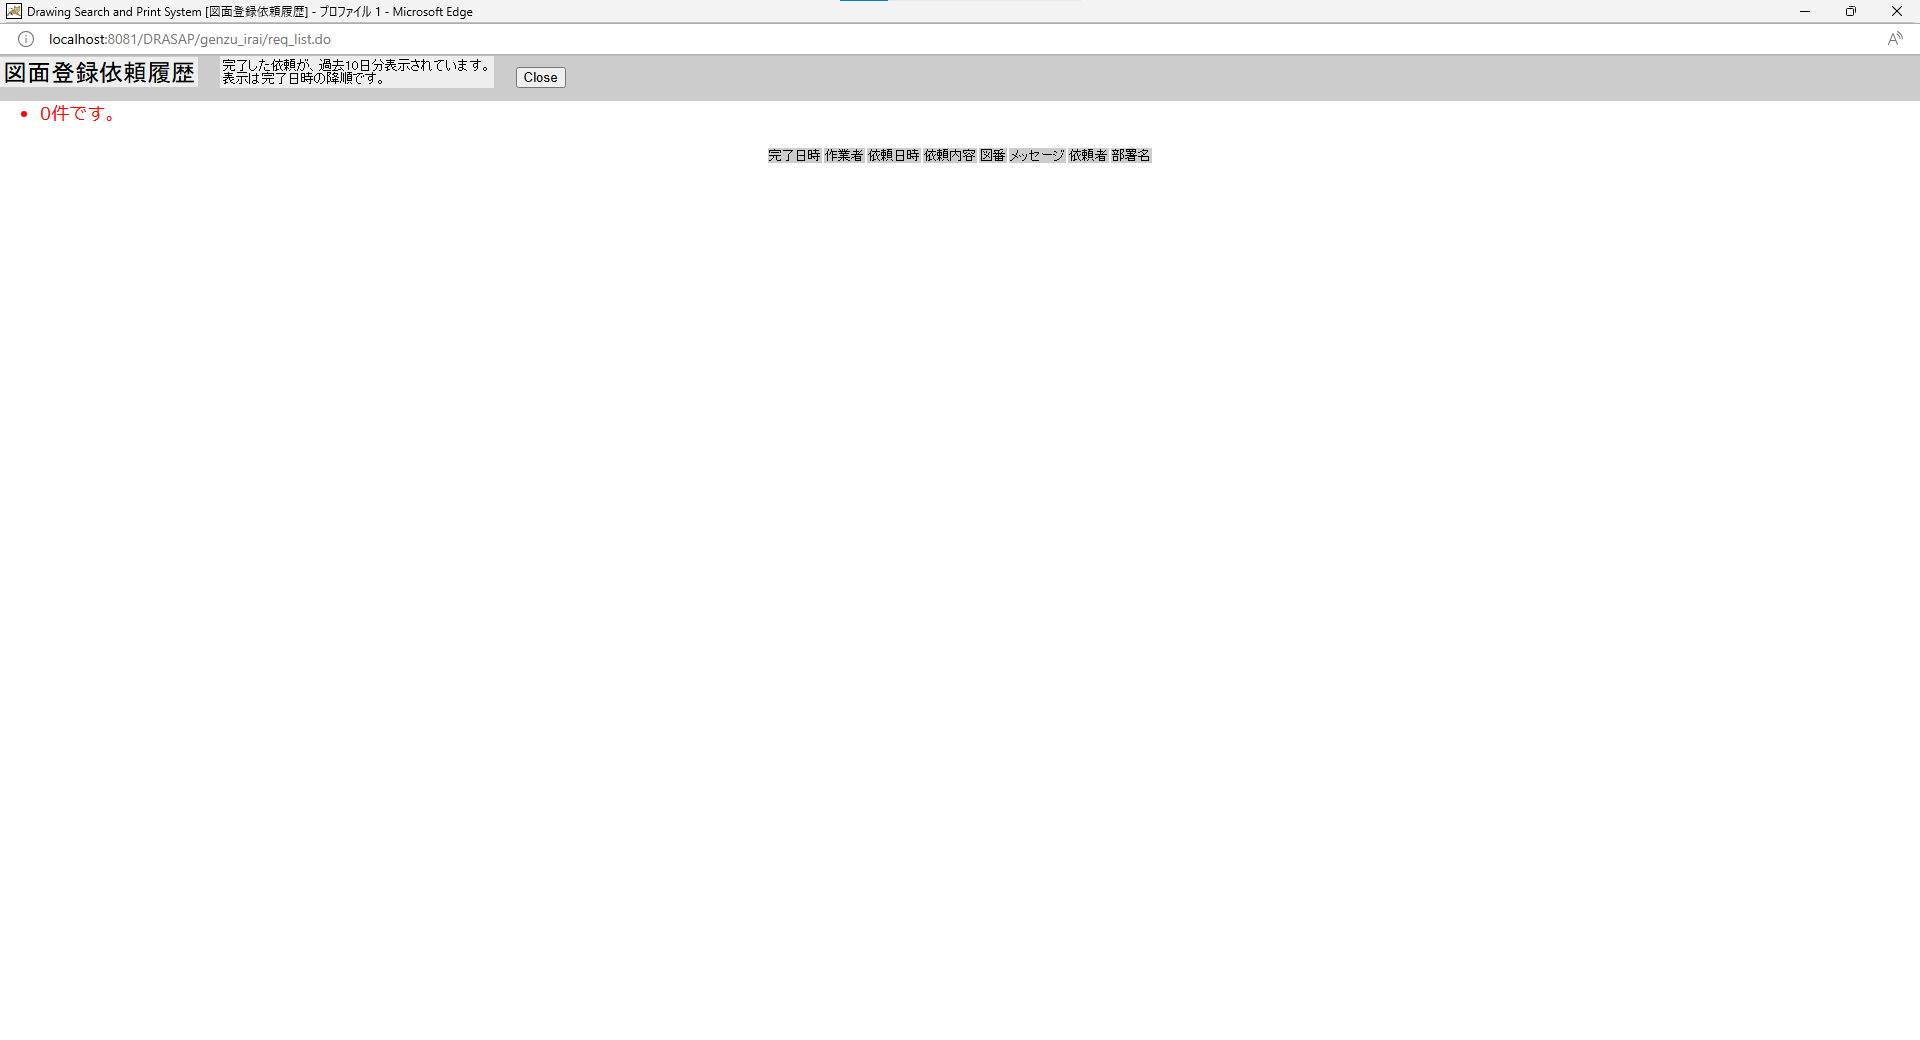 Drawing Search and Print System [図面登録依頼履歴] - プロファイル 1 - Microsoft Edge
localhost:8081/DRASAP/genzu_irai/req_list.do
図面登録依頼履歴
完了した依頼が、過去10日分表示されています。
表示は完了日時の降順です。
Close
• 0件です。
完了日時 作業者 依頼日時 依頼内容 図番 メッセージ 依頼者 部署名